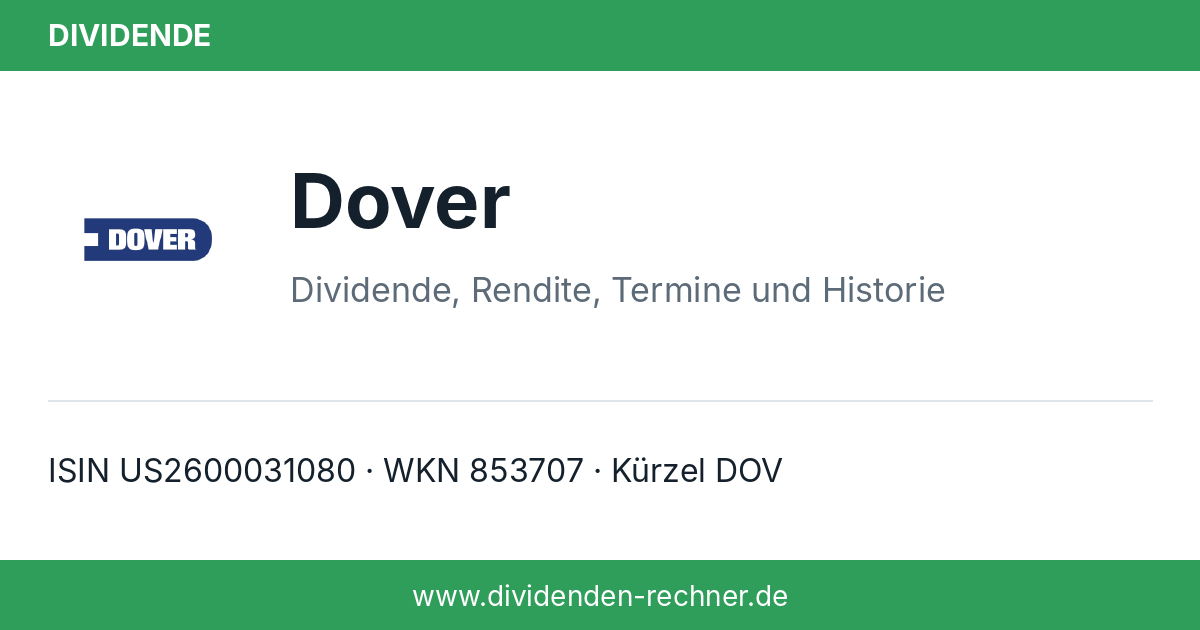 DIVIDENDE
Dover
DOVER
Dividende, Rendite, Termine und Historie
ISIN US2600031080 · WKN 853707 · Kürzel DOV
www.dividenden-rechner.de